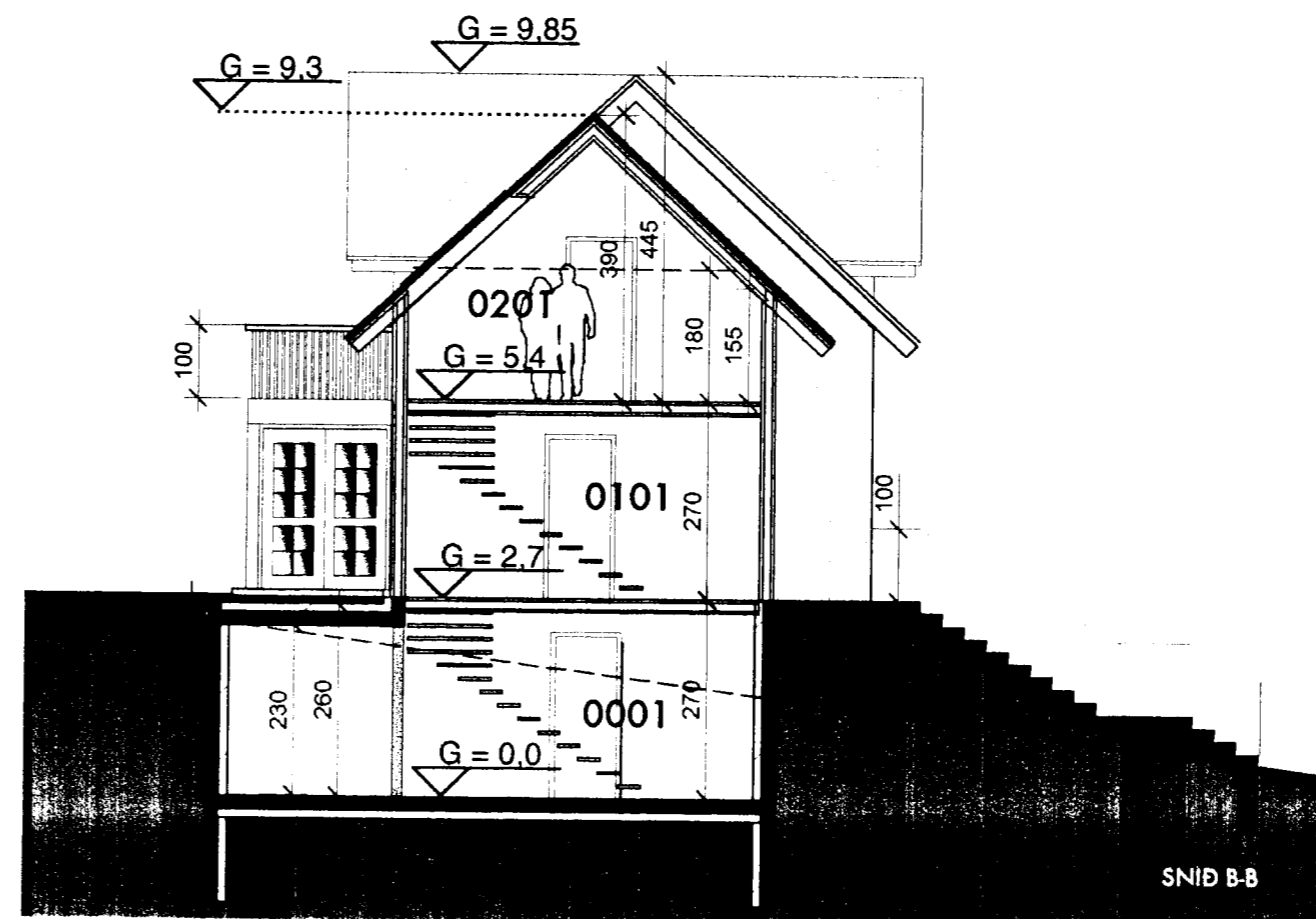 G = 9,85
G = 9,3
390
445
0201
180
155
100
G = 5,4
0101
270
100
G = 2,7
230
260
0001
270
G = 0,0
SNIÐ B-B